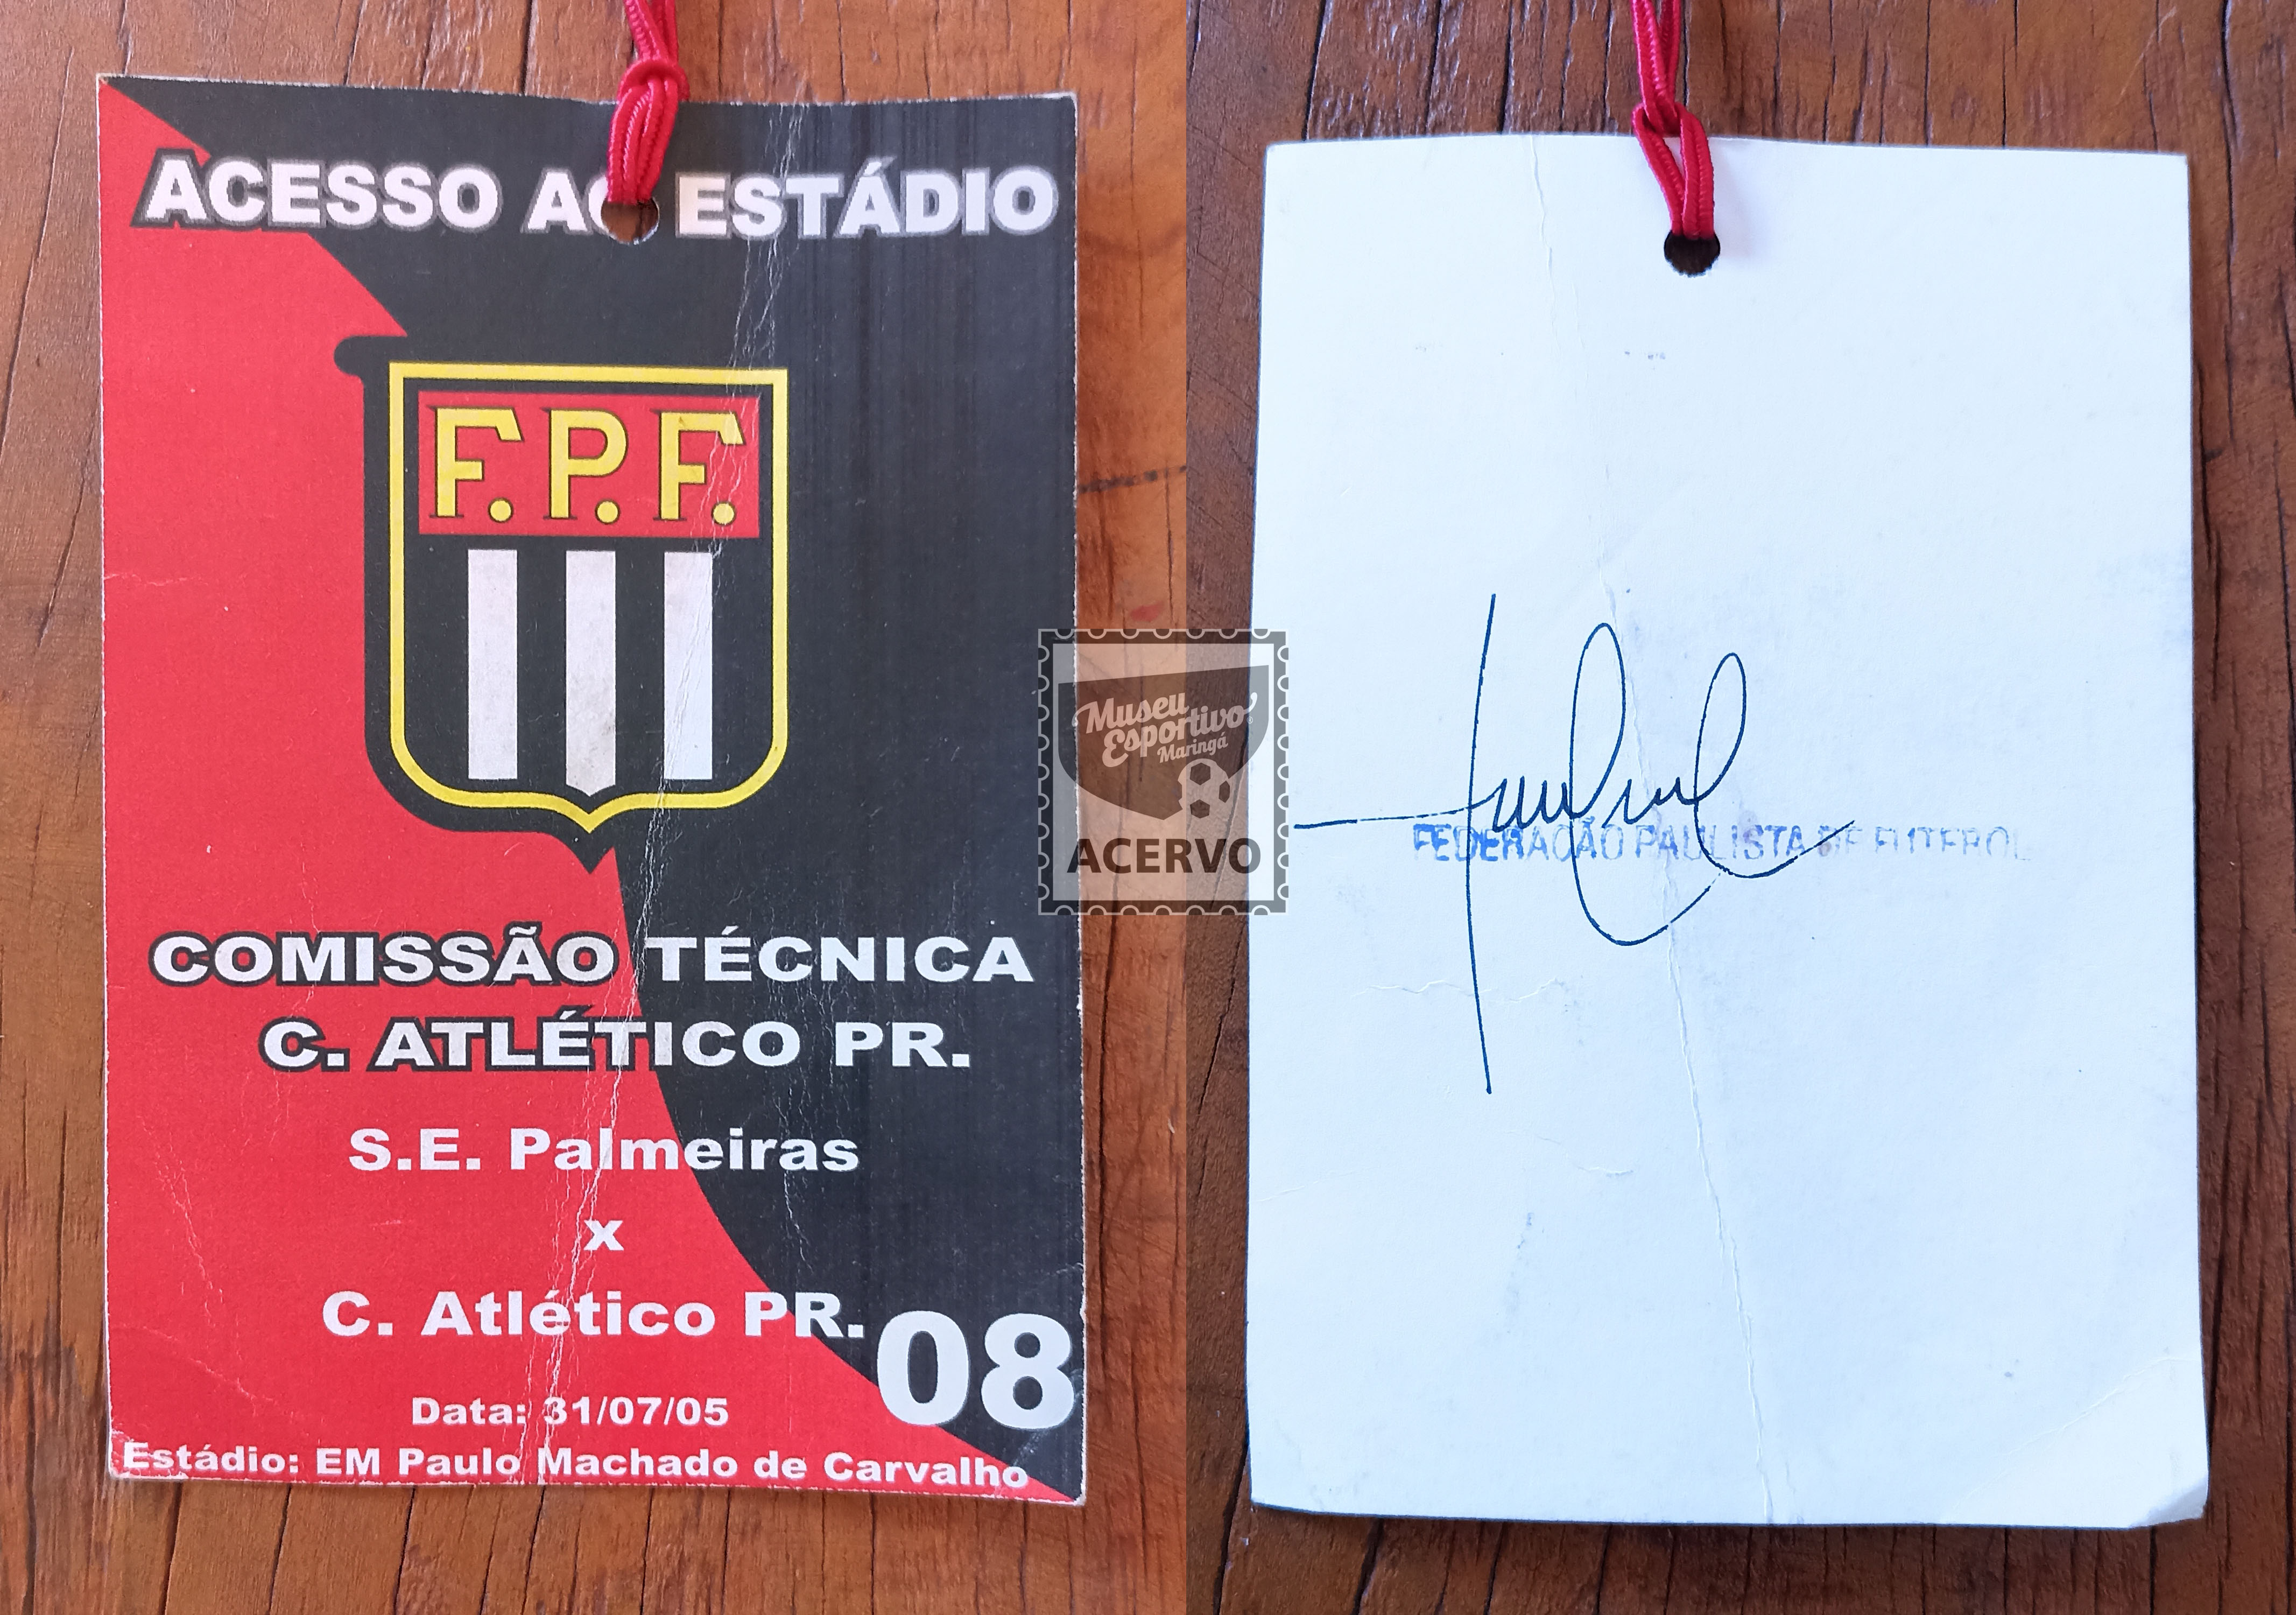 ACESSO AO ESTÁDIO
F.P.F.
COMISSÃO TÉCNICA
C. ATLÉTICO PR.
S.E. Palmeiras
x
C. Atlético PR.
08
Data: 31/07/05
Estádio: EM Paulo Machado de Carvalho
Museu
Esportivo
Maringá
ACERVO
FEDERAÇÃO PAULISTA DE FUTEBOL